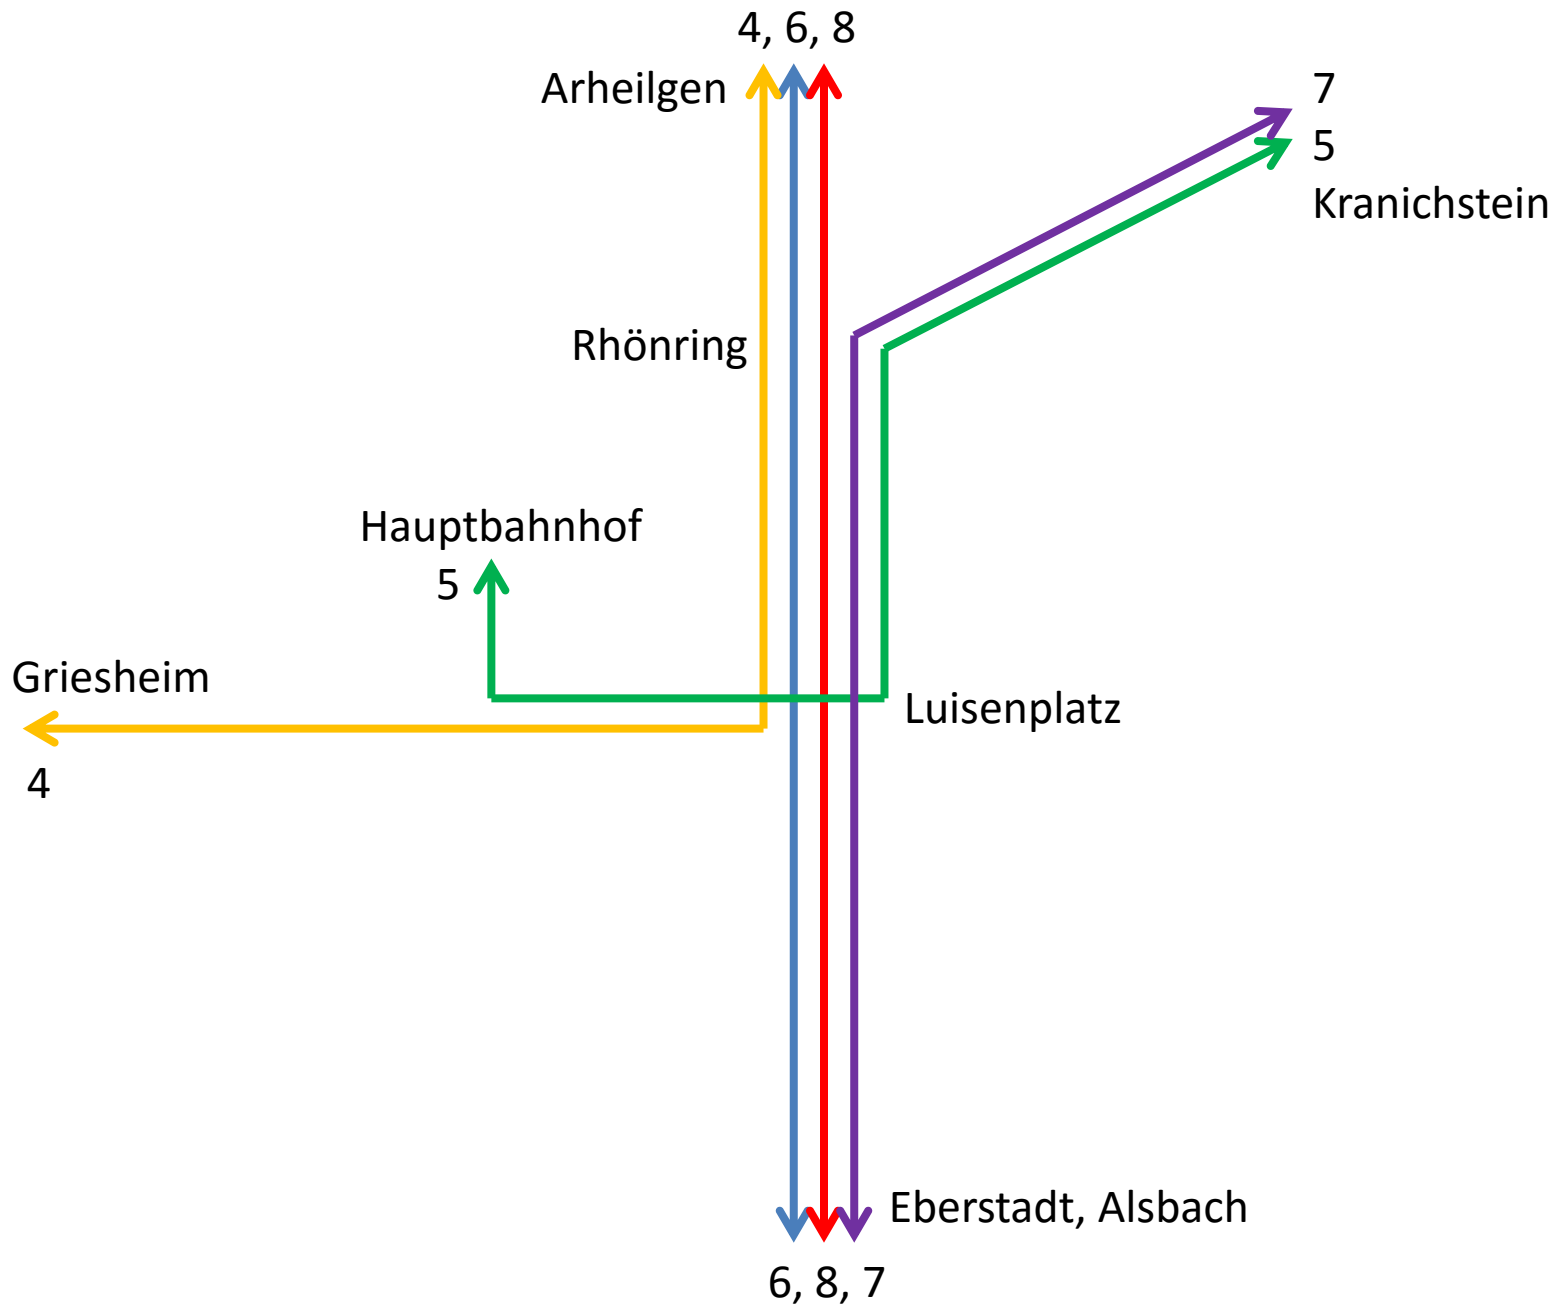 4, 6, 8
Arheilgen
7
5
Kranichstein
Rhönring
Hauptbahnhof
5
Griesheim
Luisenplatz
4
Eberstadt, Alsbach
6, 8, 7